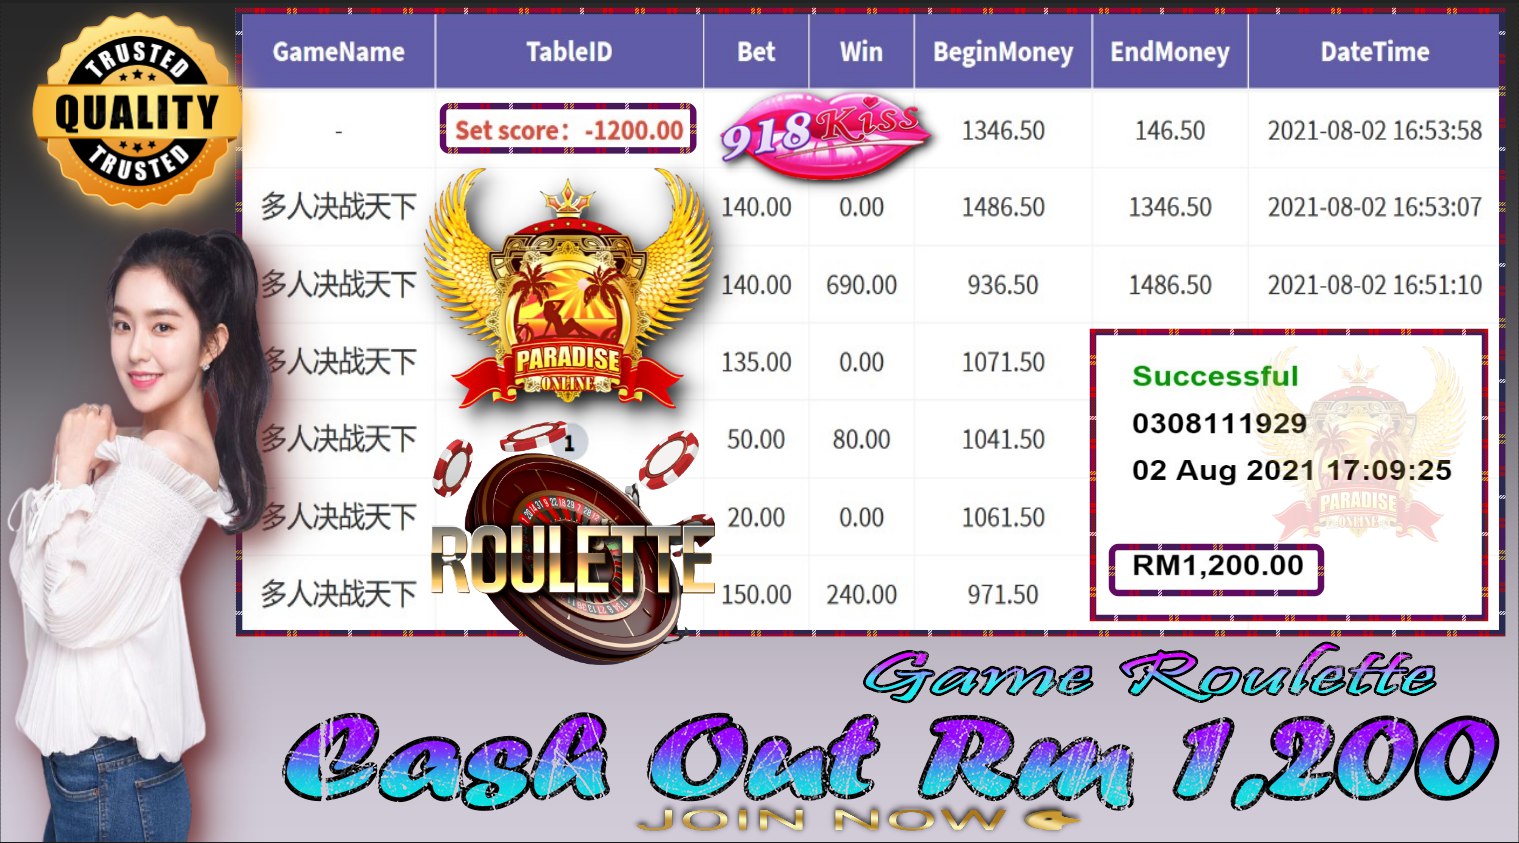 TRUSTED
QUALITY
TRUSTED
GameName TableID Bet Win BeginMoney EndMoney DateTime
- Set score：-1200.00 918Kiss 1346.50 146.50 2021-08-02 16:53:58
多人决战天下 140.00 0.00 1486.50 1346.50 2021-08-02 16:53:07
多人决战天下 140.00 690.00 936.50 1486.50 2021-08-02 16:51:10
多人决战天下 135.00 0.00 1071.50
PARADISE
ONLINE
多人决战天下 1 50.00 80.00 1041.50
多人决战天下 20.00 0.00 1061.50
ROULETTE
多人决战天下 150.00 240.00 971.50
Successful
0308111929
02 Aug 2021 17:09:25
PARADISE
ONLINE
RM1,200.00
Game Roulette
Cash Out Rm 1,200
JOIN NOW